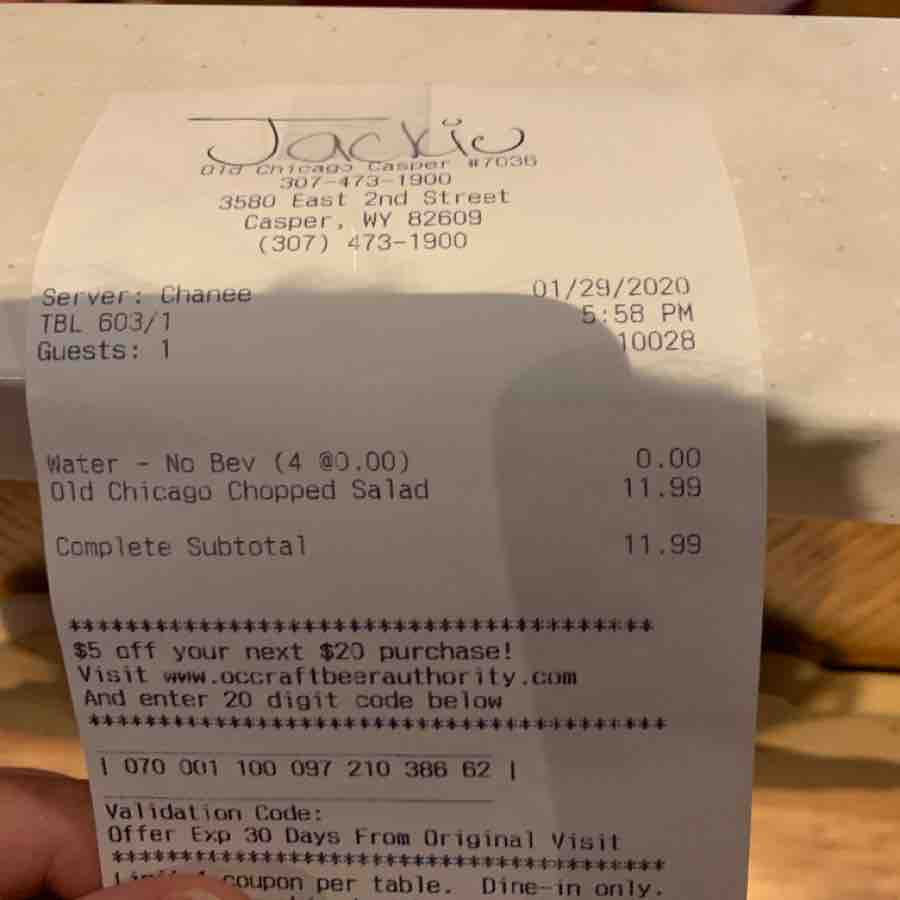 Jackie
Old Chicago Casper #7036
307-473-1900
3580 East 2nd Street
Casper, WY 82609
(307) 473-1900
Server: Chanee 01/29/2020
TBL 603/1 5:58 PM
Guests: 1 10028
Water - No Bev (4 @0.00) 0.00
Old Chicago Chopped Salad 11.99
Complete Subtotal 11.99
****************************************
$5 off your next $20 purchase!
Visit www.occraftbeerauthority.com
And enter 20 digit code below
****************************************
| 070 001 100 097 210 386 62 |
Validation Code:
Offer Exp 30 Days From Original Visit
****************************************
coupon per table. Dine-in only.